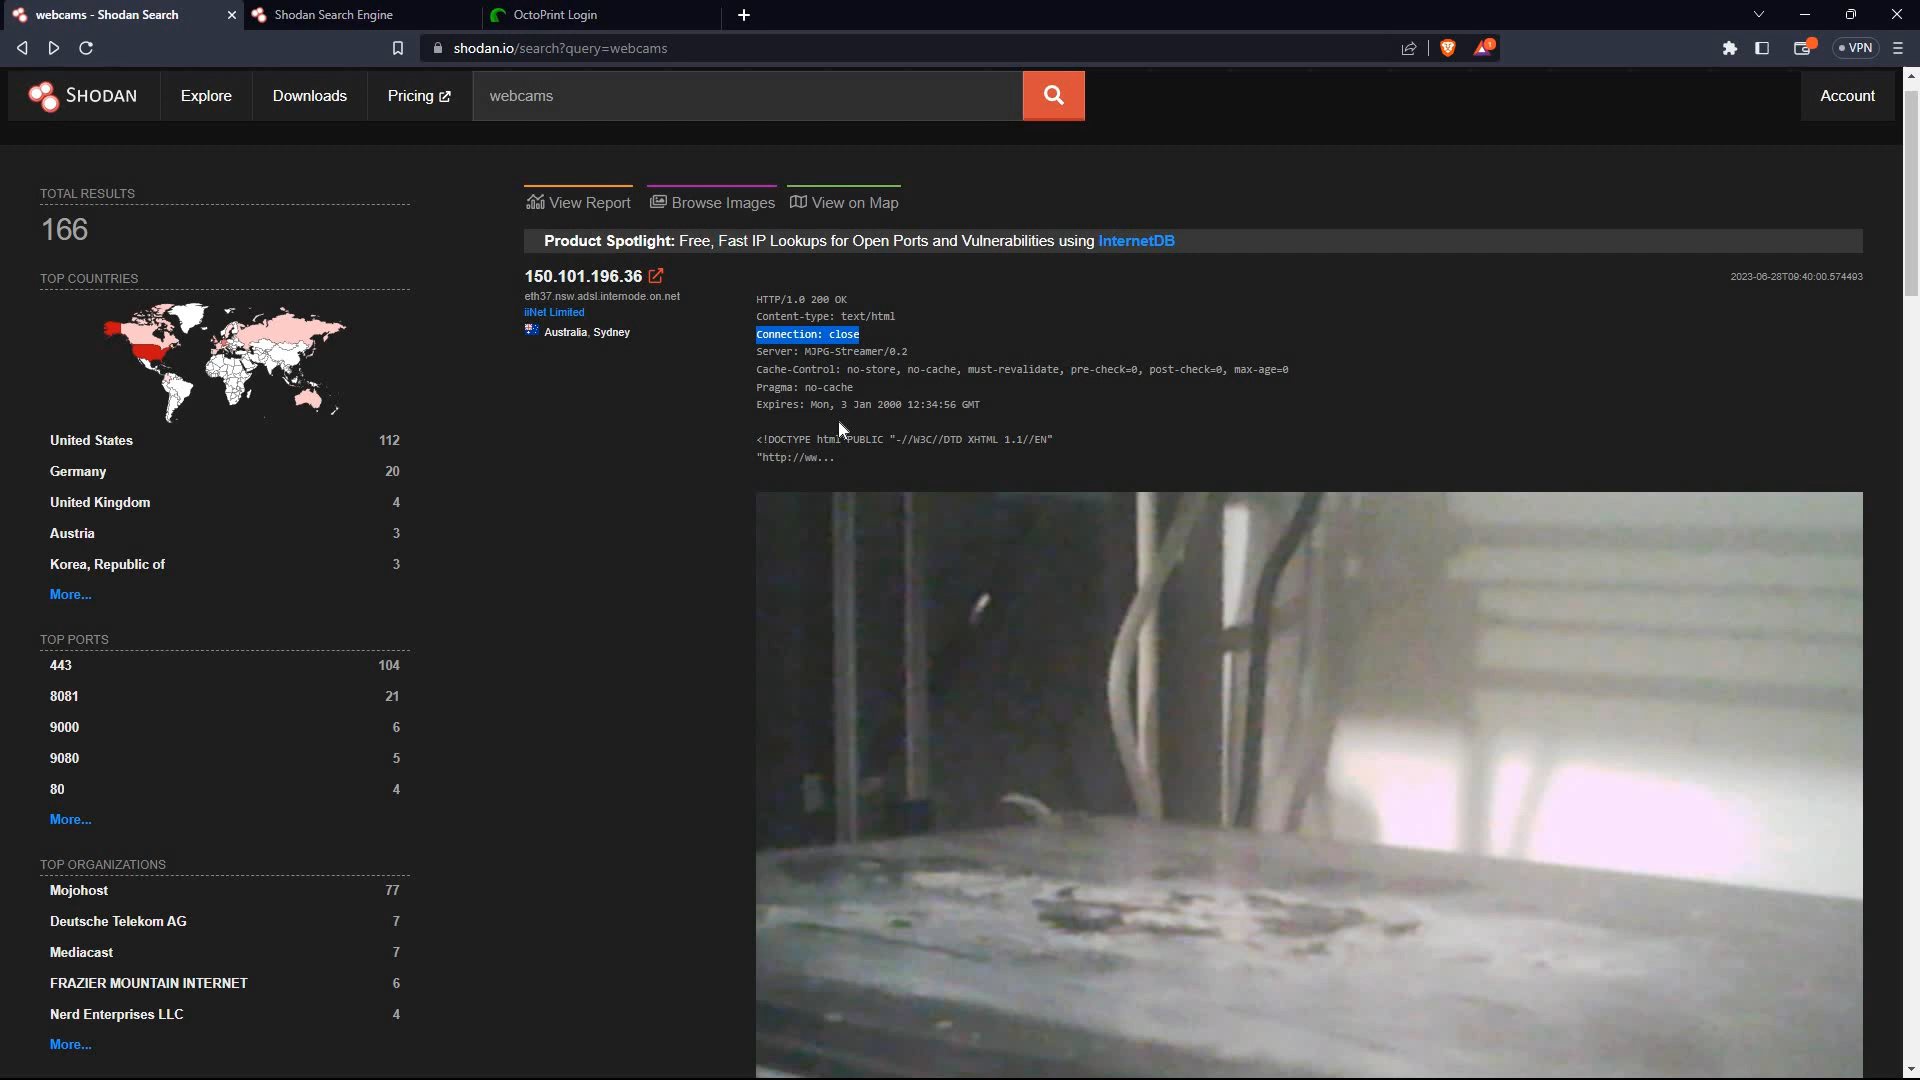 webcams - Shodan Search
Shodan Search Engine
OctoPrint Login
shodan.io/search?query=webcams
1
VPN
SHODAN
Explore
Downloads
Pricing
webcams
Account
TOTAL RESULTS
166
TOP COUNTRIES
United States 112
Germany 20
United Kingdom 4
Austria 3
Korea, Republic of 3
More...
TOP PORTS
443 104
8081 21
9000 6
9080 5
80 4
More...
TOP ORGANIZATIONS
Mojohost 77
Deutsche Telekom AG 7
Mediacast 7
FRAZIER MOUNTAIN INTERNET 6
Nerd Enterprises LLC 4
More...
View Report
Browse Images
View on Map
Product Spotlight: Free, Fast IP Lookups for Open Ports and Vulnerabilities using InternetDB
150.101.196.36
eth37.nsw.adsl.internode.on.net
iiNet Limited
Australia, Sydney
2023-06-28T09:40:00.574493
HTTP/1.0 200 OK
Content-type: text/html
Connection: close
Server: MJPG-Streamer/0.2
Cache-Control: no-store, no-cache, must-revalidate, pre-check=0, post-check=0, max-age=0
Pragma: no-cache
Expires: Mon, 3 Jan 2000 12:34:56 GMT
<!DOCTYPE html PUBLIC "-//W3C//DTD XHTML 1.1//EN"
"http://ww...